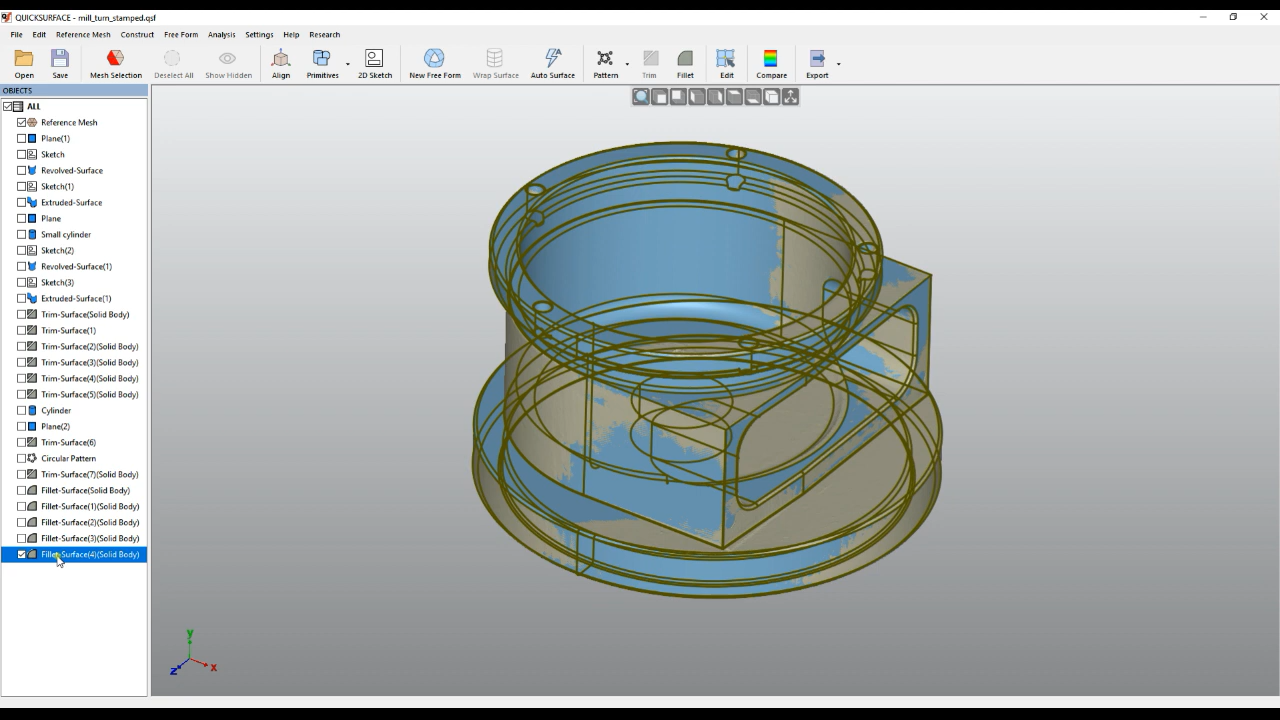 QUICKSURFACE - mill_turn_stamped.qsf
File Edit Reference Mesh Construct Free Form Analysis Settings Help Research
Open Save Mesh Selection Deselect All Show Hidden Align Primitives 2D Sketch New Free Form Wrap Surface Auto Surface Pattern Trim Fillet Edit Compare Export
OBJECTS
ALL
Reference Mesh
Plane(1)
Sketch
Revolved-Surface
Sketch(1)
Extruded-Surface
Plane
Small cylinder
Sketch(2)
Revolved-Surface(1)
Sketch(3)
Extruded-Surface(1)
Trim-Surface(Solid Body)
Trim-Surface(1)
Trim-Surface(2)(Solid Body)
Trim-Surface(3)(Solid Body)
Trim-Surface(4)(Solid Body)
Trim-Surface(5)(Solid Body)
Cylinder
Plane(2)
Trim-Surface(6)
Circular Pattern
Trim-Surface(7)(Solid Body)
Fillet-Surface(Solid Body)
Fillet-Surface(1)(Solid Body)
Fillet-Surface(2)(Solid Body)
Fillet-Surface(3)(Solid Body)
Fillet-Surface(4)(Solid Body)
y
z x